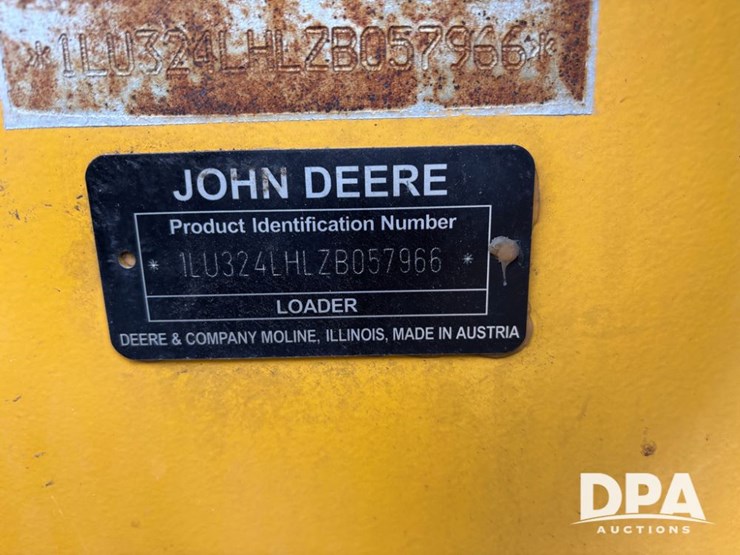 *1LU324LHLZB057966*
JOHN DEERE
Product Identification Number
* 1LU324LHLZB057966 *
LOADER
DEERE & COMPANY MOLINE, ILLINOIS, MADE IN AUSTRIA
DPA
AUCTIONS